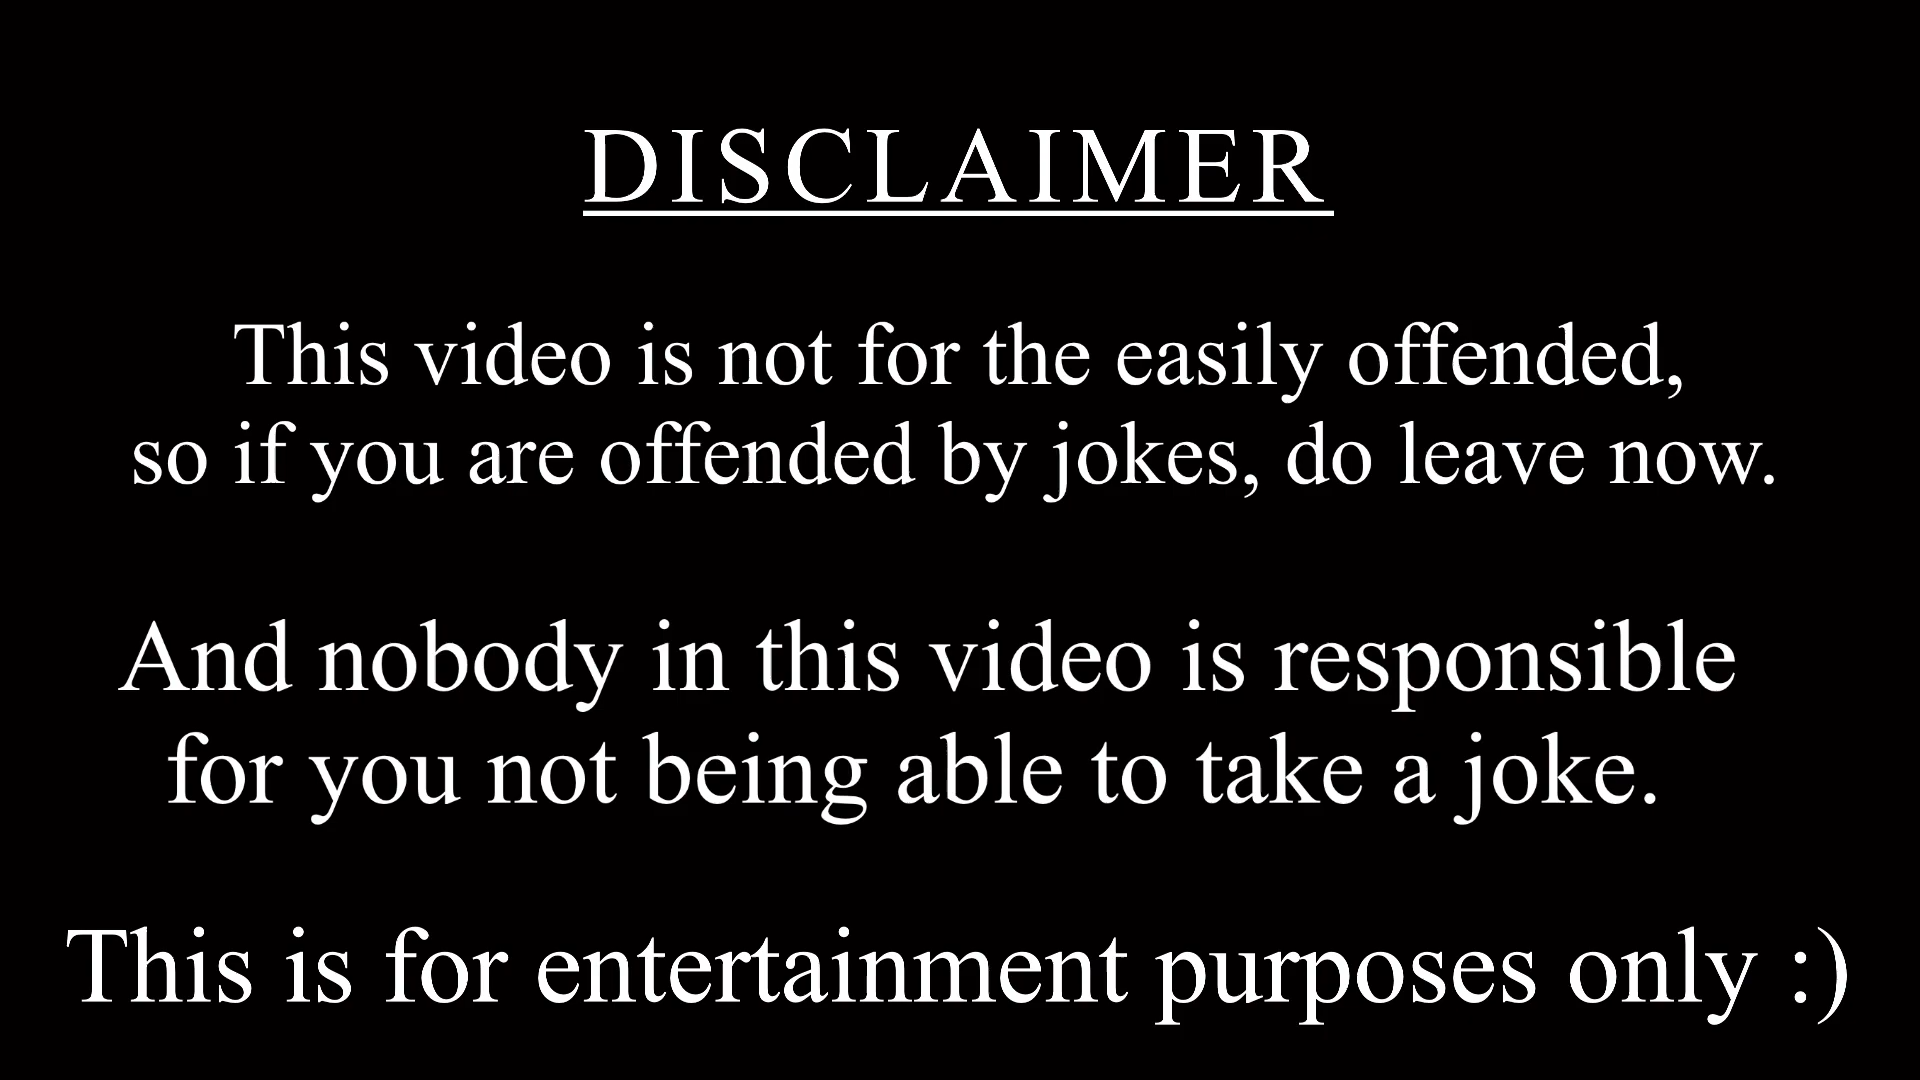 DISCLAIMER
This video is not for the easily offended,
so if you are offended by jokes, do leave now.
And nobody in this video is responsible
for you not being able to take a joke.
This is for entertainment purposes only :)